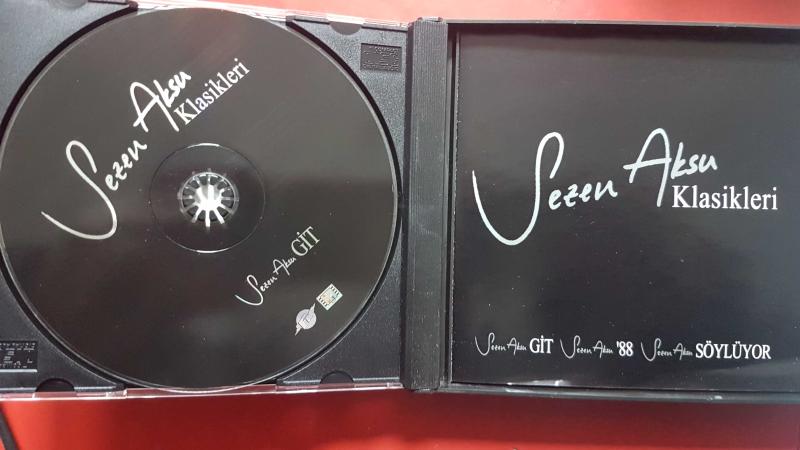 Sezen Aksu
Klasikleri
Sezen Aksu GİT
Sezen Aksu
Klasikleri
Sezen Aksu GİT Sezen Aksu '88 Sezen Aksu SÖYLÜYOR